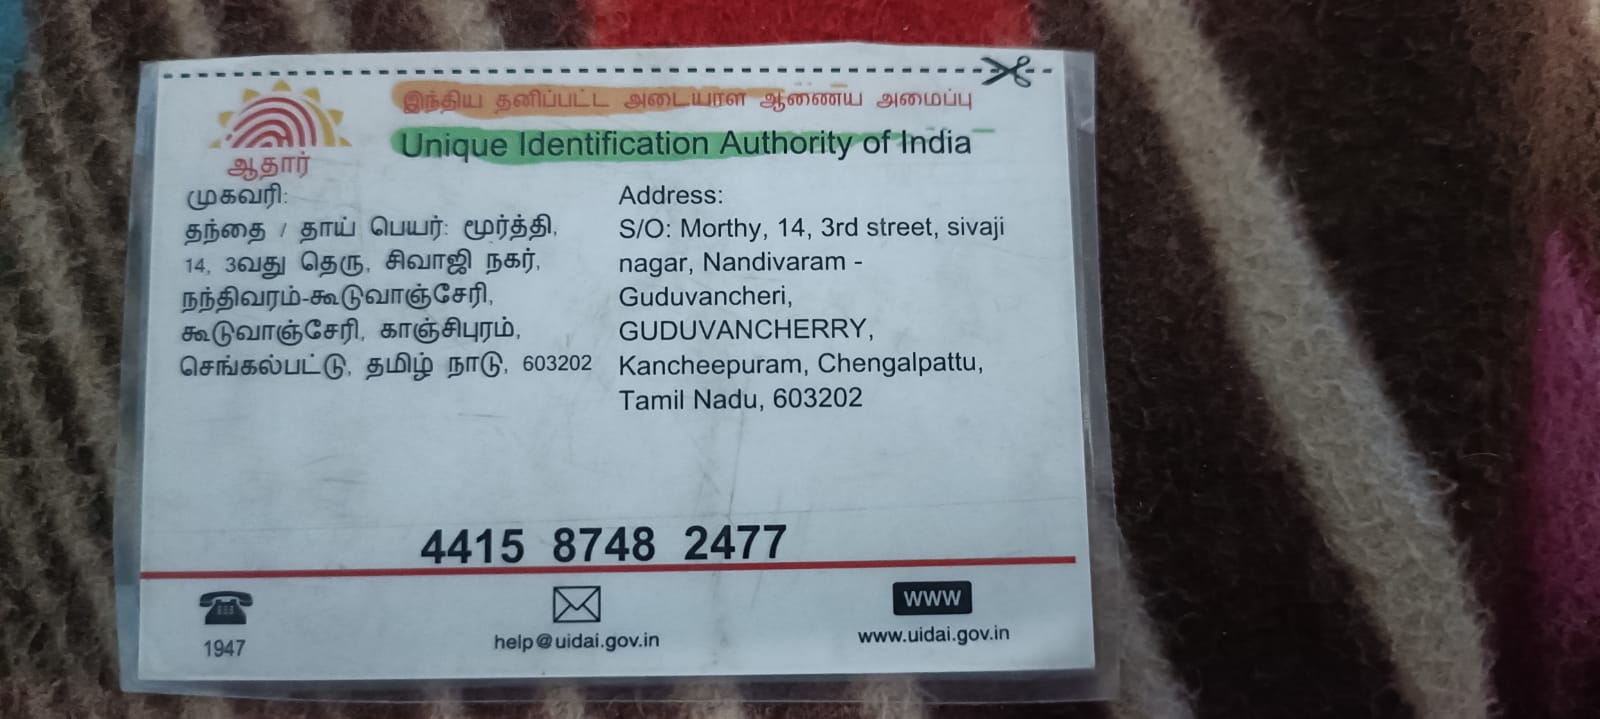 இந்திய தனிப்பட்ட அடையாள ஆணைய அமைப்பு
Unique Identification Authority of India
ஆதார்
முகவரி:
தந்தை / தாய் பெயர்: மூர்த்தி,
14, 3வது தெரு, சிவாஜி நகர்,
நந்திவரம்-கூடுவாஞ்சேரி,
கூடுவாஞ்சேரி, காஞ்சிபுரம்,
செங்கல்பட்டு, தமிழ் நாடு, 603202
Address:
S/O: Morthy, 14, 3rd street, sivaji
nagar, Nandivaram -
Guduvancheri,
GUDUVANCHERRY,
Kancheepuram, Chengalpattu,
Tamil Nadu, 603202
4415 8748 2477
1947
help@uidai.gov.in
WWW
www.uidai.gov.in